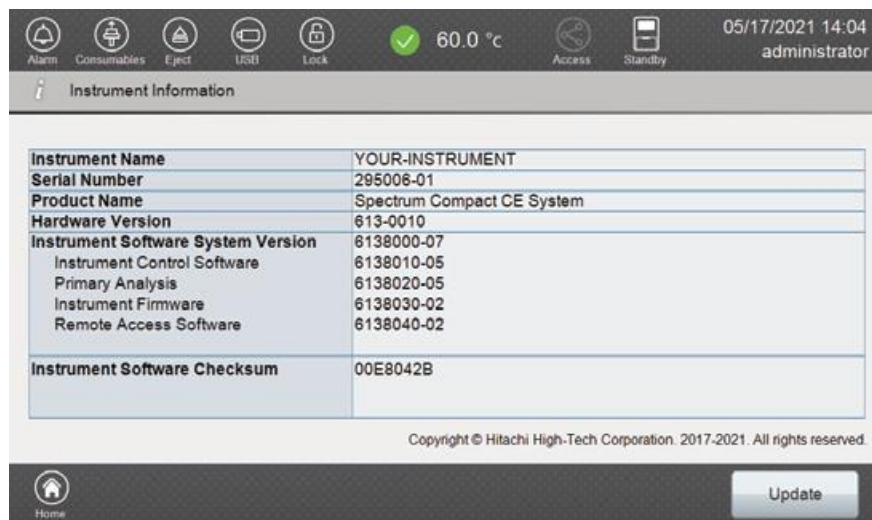 60.0 °c
05/17/2021 14:04
Alarm Consumables Eject USB Lock Access Standby administrator
i Instrument Information
Instrument Name YOUR-INSTRUMENT
Serial Number 295006-01
Product Name Spectrum Compact CE System
Hardware Version 613-0010
Instrument Software System Version 6138000-07
Instrument Control Software 6138010-05
Primary Analysis 6138020-05
Instrument Firmware 6138030-02
Remote Access Software 6138040-02
Instrument Software Checksum 00E8042B
Copyright © Hitachi High-Tech Corporation. 2017-2021. All rights reserved.
Home Update